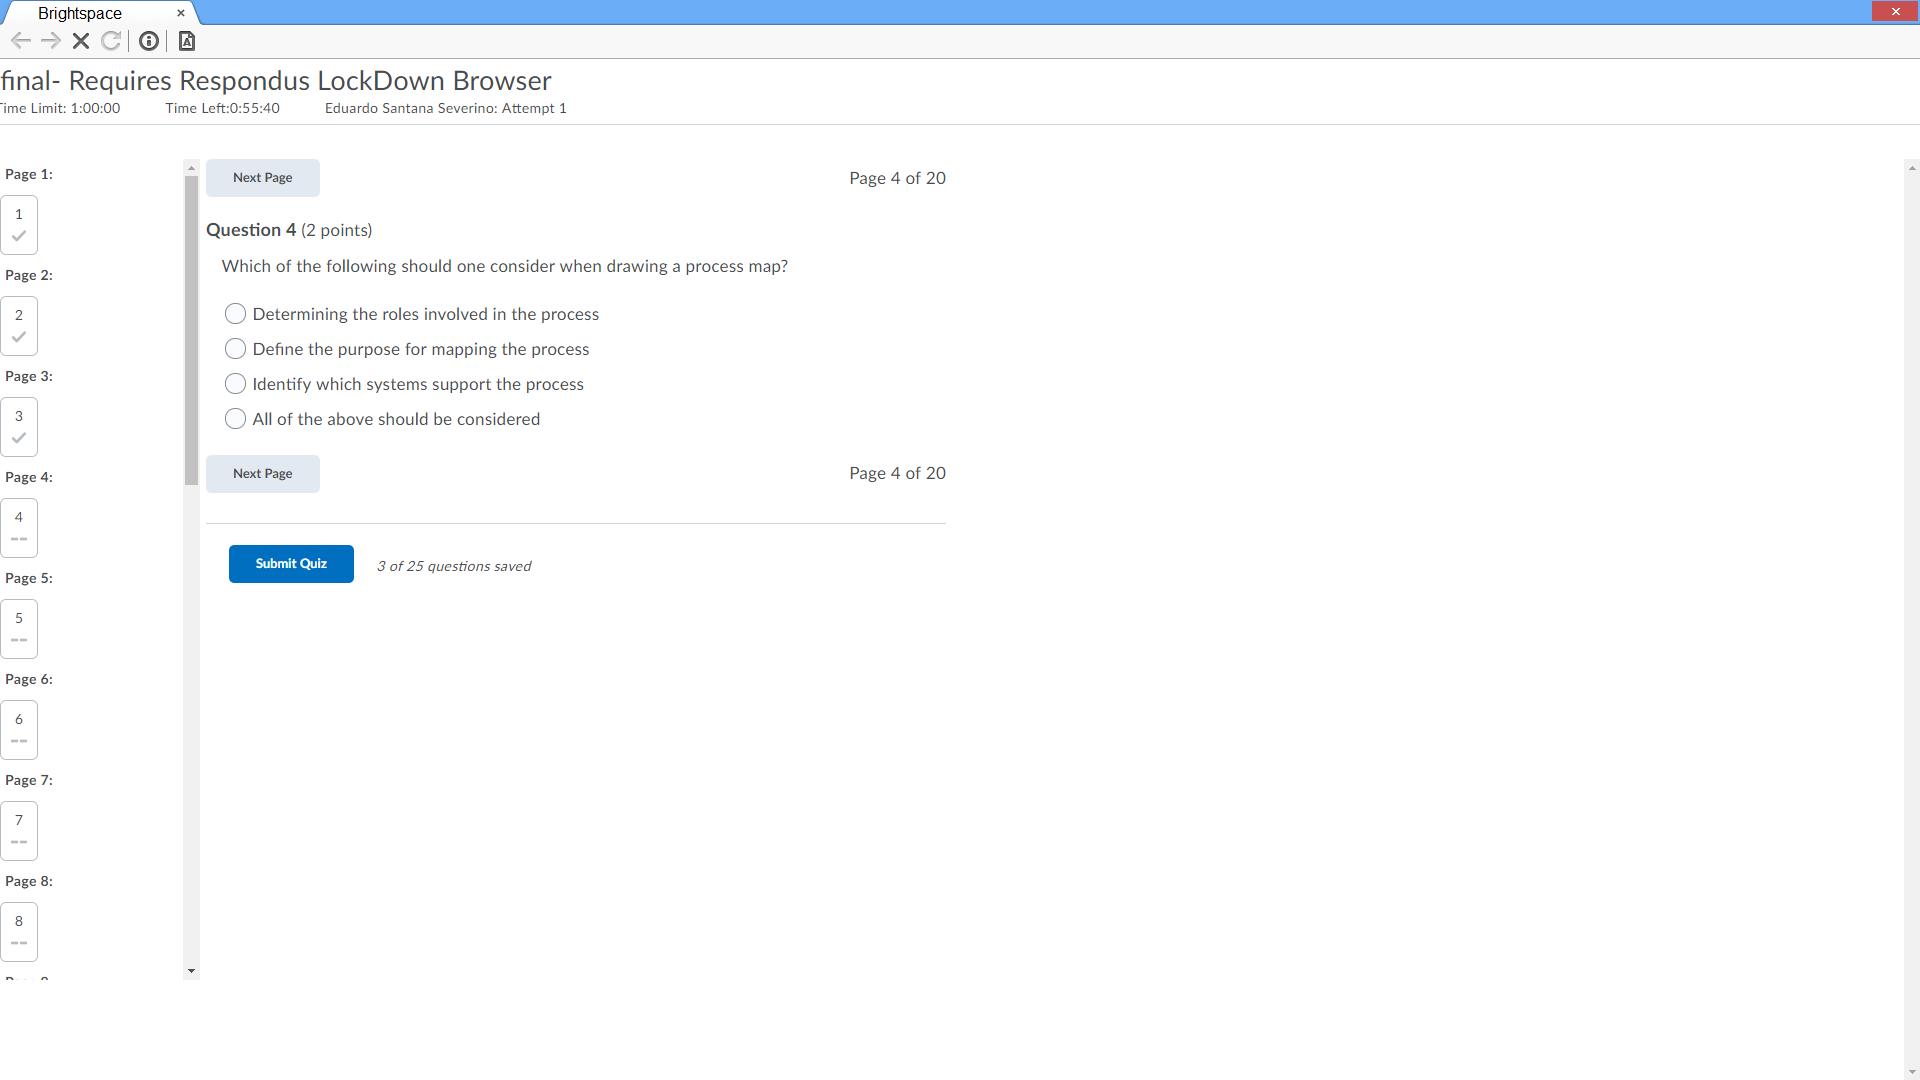 Brightspace
final- Requires Respondus LockDown Browser
Time Limit: 1:00:00 Time Left:0:55:40 Eduardo Santana Severino: Attempt 1
Page 1:
1
Page 2:
2
Page 3:
3
Page 4:
4
--
Page 5:
5
--
Page 6:
6
--
Page 7:
7
--
Page 8:
8
--
Next Page Page 4 of 20
Question 4 (2 points)
Which of the following should one consider when drawing a process map?
Determining the roles involved in the process
Define the purpose for mapping the process
Identify which systems support the process
All of the above should be considered
Next Page Page 4 of 20
Submit Quiz 3 of 25 questions saved